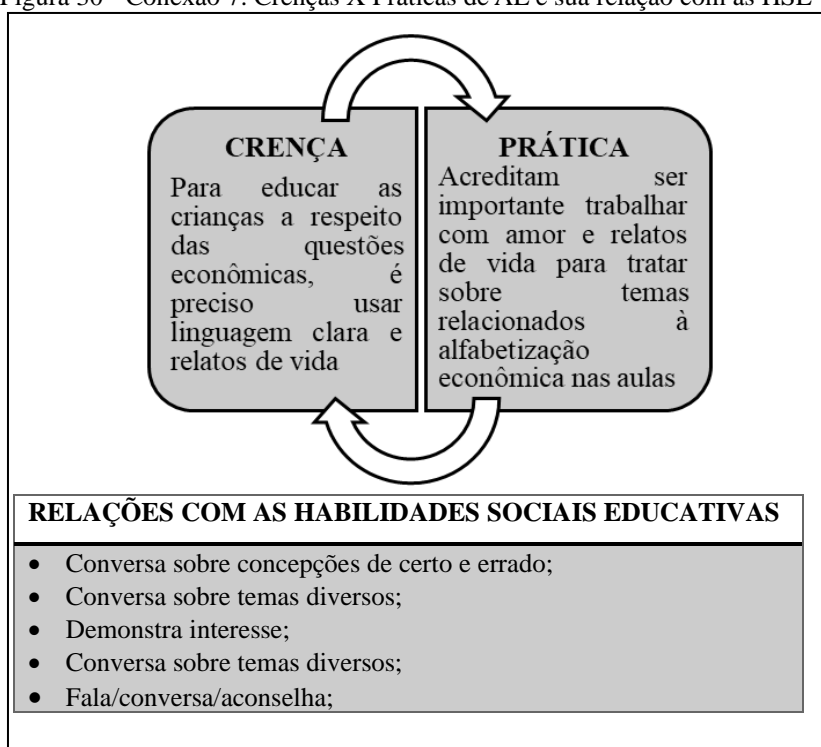 Figura 30 - Conexão 7: Crenças X Práticas de AE e sua relação com as HSE
CRENÇA
Para educar as
crianças a respeito
das questões
econômicas, é
preciso usar
linguagem clara e
relatos de vida
PRÁTICA
Acreditam ser
importante trabalhar
com amor e relatos
de vida para tratar
sobre temas
relacionados à
alfabetização
econômica nas aulas
RELAÇÕES COM AS HABILIDADES SOCIAIS EDUCATIVAS
• Conversa sobre concepções de certo e errado;
• Conversa sobre temas diversos;
• Demonstra interesse;
• Conversa sobre temas diversos;
• Fala/conversa/aconselha;